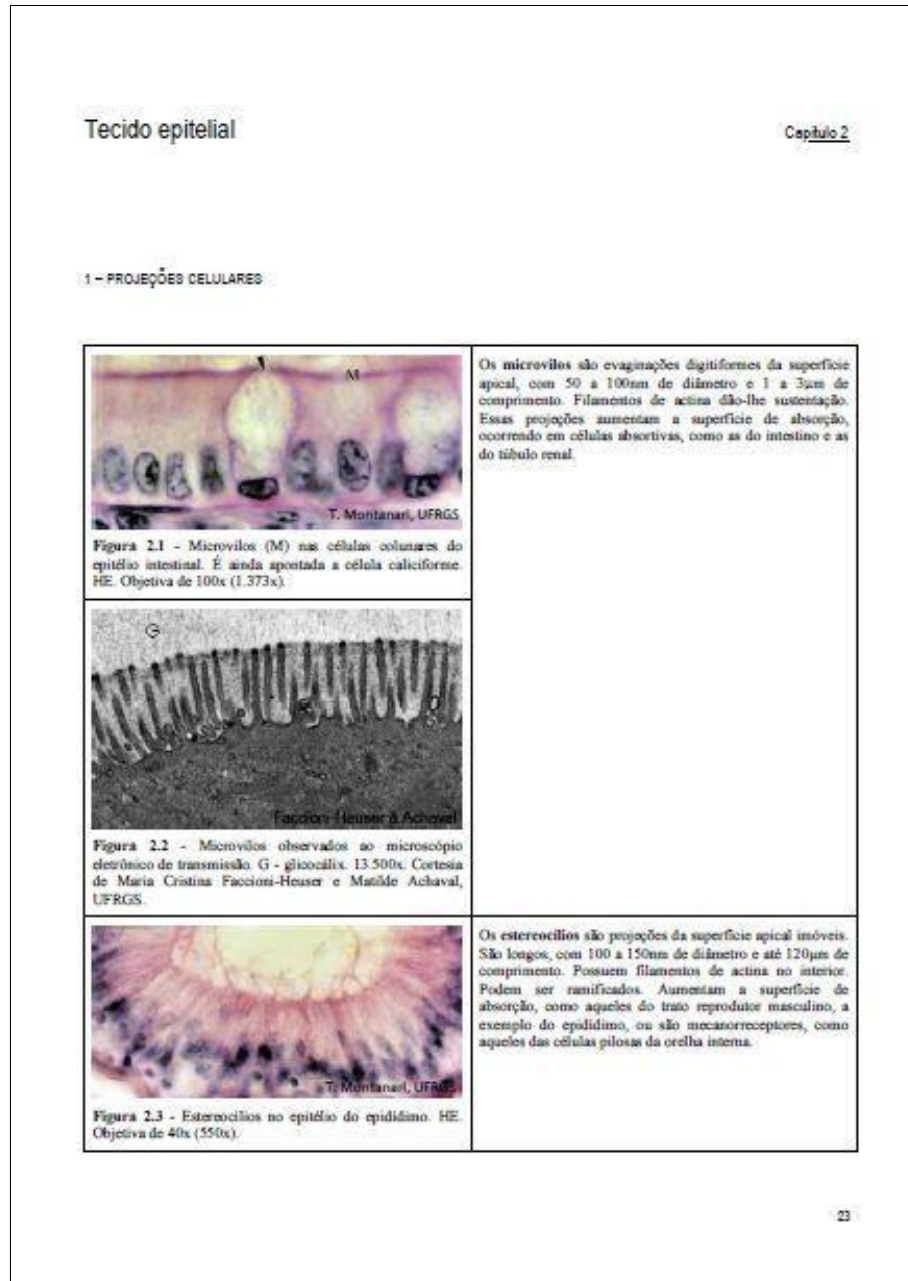 Tecido epitelial
Capítulo 2
1 – PROJEÇÕES CELULARES
M
T. Montanari, UFRGS
Figura 2.1 - Microvilos (M) nas células colunares do
epitélio intestinal. É ainda apontada a célula caliciforme.
HE. Objetiva de 100x (1.373x).
Os microvilos são evaginações digitiformes da superfície
apical, com 50 a 100nm de diâmetro e 1 a 3µm de
comprimento. Filamentos de actina dão-lhe sustentação.
Essas projeções aumentam a superfície de absorção,
ocorrendo em células absortivas, como as do intestino e as
do túbulo renal.
G
Faccioni-Heuser & Achaval
Figura 2.2 - Microvilos observados ao microscópio
eletrônico de transmissão. G - glicocálix. 13.500x. Cortesia
de Maria Cristina Faccioni-Heuser e Matilde Achaval,
UFRGS.
T. Montanari, UFRGS
Figura 2.3 - Estereocílios no epitélio do epidídimo. HE.
Objetiva de 40x (550x).
Os estereocílios são projeções da superfície apical imóveis.
São longos, com 100 a 150nm de diâmetro e até 120µm de
comprimento. Possuem filamentos de actina no interior.
Podem ser ramificados. Aumentam a superfície de
absorção, como aqueles do trato reprodutor masculino, a
exemplo do epidídimo, ou são mecanorreceptores, como
aqueles das células pilosas da orelha interna.
23